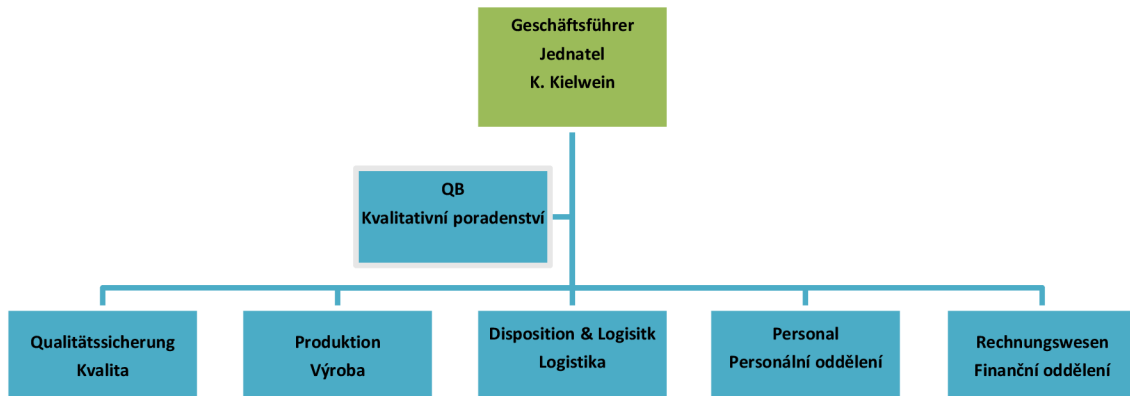 Geschäftsführer
Jednatel
K. Kielwein
QB
Kvalitativní poradenství
Qualitätssicherung
Kvalita
Produktion
Výroba
Disposition & Logisitk
Logistika
Personal
Personální oddělení
Rechnungswesen
Finanční oddělení